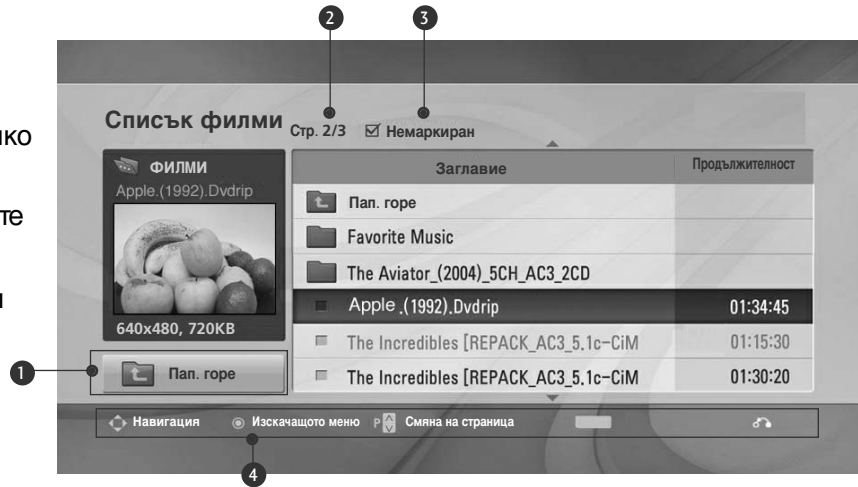 2
3
Списък филми Стр. 2/3 Немаркиран
ФИЛМИ
Apple.(1992).Dvdrip
640x480, 720KB
1
Пап. горе
Заглавие Продължителност
Пап. горе
Favorite Music
The Aviator_(2004)_5CH_AC3_2CD
Apple .(1992).Dvdrip 01:34:45
The Incredibles [REPACK_AC3_5.1c-CiM 01:15:30
The Incredibles [REPACK_AC3_5.1c-CiM 01:30:20
Навигация Изскачащото меню P Смяна на страница
4